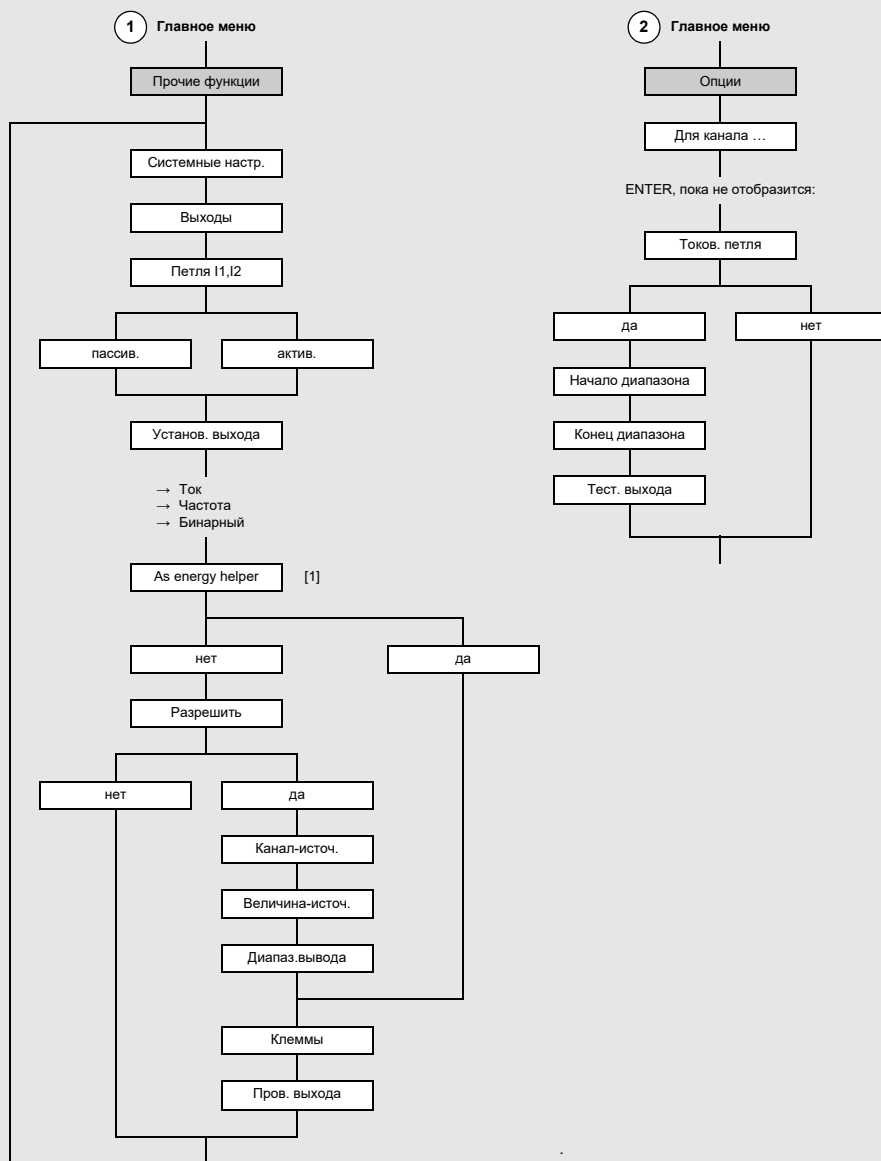 1 Главное меню
Прочие функции
Системные настр.
Выходы
Петля I1,I2
пассив.
актив.
Установ. выхода
→ Ток
→ Частота
→ Бинарный
As energy helper [1]
нет
да
Разрешить
нет
да
Канал-источ.
Величина-источ.
Диапаз.вывода
Клеммы
Пров. выхода
2 Главное меню
Опции
Для канала …
ENTER, пока не отобразится:
Токов. петля
да
нет
Начало диапазона
Конец диапазона
Тест. выхода
.